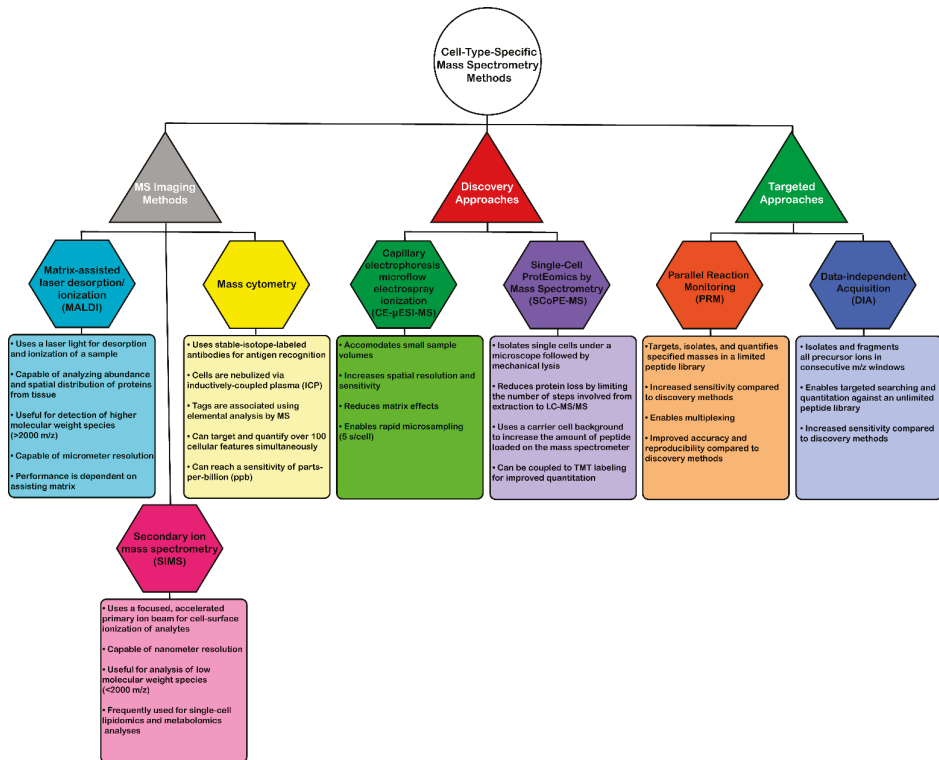 Cell-Type-Specific
Mass Spectrometry
Methods
MS Imaging
Methods
Discovery
Approaches
Targeted
Approaches
Matrix-assisted
laser desorption/
ionization
(MALDI)
Mass cytometry
Capillary
electrophoresis
microflow
electrospray
ionization
(CE-µESI-MS)
Single-Cell
ProtEomics by
Mass Spectrometry
(SCoPE-MS)
Parallel Reaction
Monitoring
(PRM)
Data-independent
Acquisition
(DIA)
• Uses a laser light for desorption
and ionization of a sample
• Capable of analyzing abundance
and spatial distribution of proteins
from tissue
• Useful for detection of higher
molecular weight species
(>2000 m/z)
• Capable of micrometer resolution
• Performance is dependent on
assisting matrix
• Uses stable-isotope-labeled
antibodies for antigen recognition
• Cells are nebulized via
inductively-coupled plasma (ICP)
• Tags are associated using
elemental analysis by MS
• Can target and quantify over 100
cellular features simultaneously
• Can reach a sensitivity of parts-
per-billion (ppb)
• Accomodates small sample
volumes
• Increases spatial resolution and
sensitivity
• Reduces matrix effects
• Enables rapid microsampling
(5 s/cell)
• Isolates single cells under a
microscope followed by
mechanical lysis
• Reduces protein loss by limiting
the number of steps involved from
extraction to LC-MS/MS
• Uses a carrier cell background
to increase the amount of peptide
loaded on the mass spectrometer
• Can be coupled to TMT labeling
for improved quantitation
• Targets, isolates, and quantifies
specified masses in a limited
peptide library
• Increased sensitivity compared
to discovery methods
• Enables multiplexing
• Improved accuracy and
reproducibility compared to
discovery methods
• Isolates and fragments
all precursor ions in
consecutive m/z windows
• Enables targeted searching and
quantitation against an
unlimited peptide library
• Increased sensitivity compared
to discovery methods
Secondary ion
mass spectrometry
(SIMS)
• Uses a focused, accelerated
primary ion beam for cell-surface
ionization of analytes
• Capable of nanometer resolution
• Useful for analysis of low
molecular weight species
(<2000 m/z)
• Frequently used for single-cell
lipidomics and metabolomics
analyses